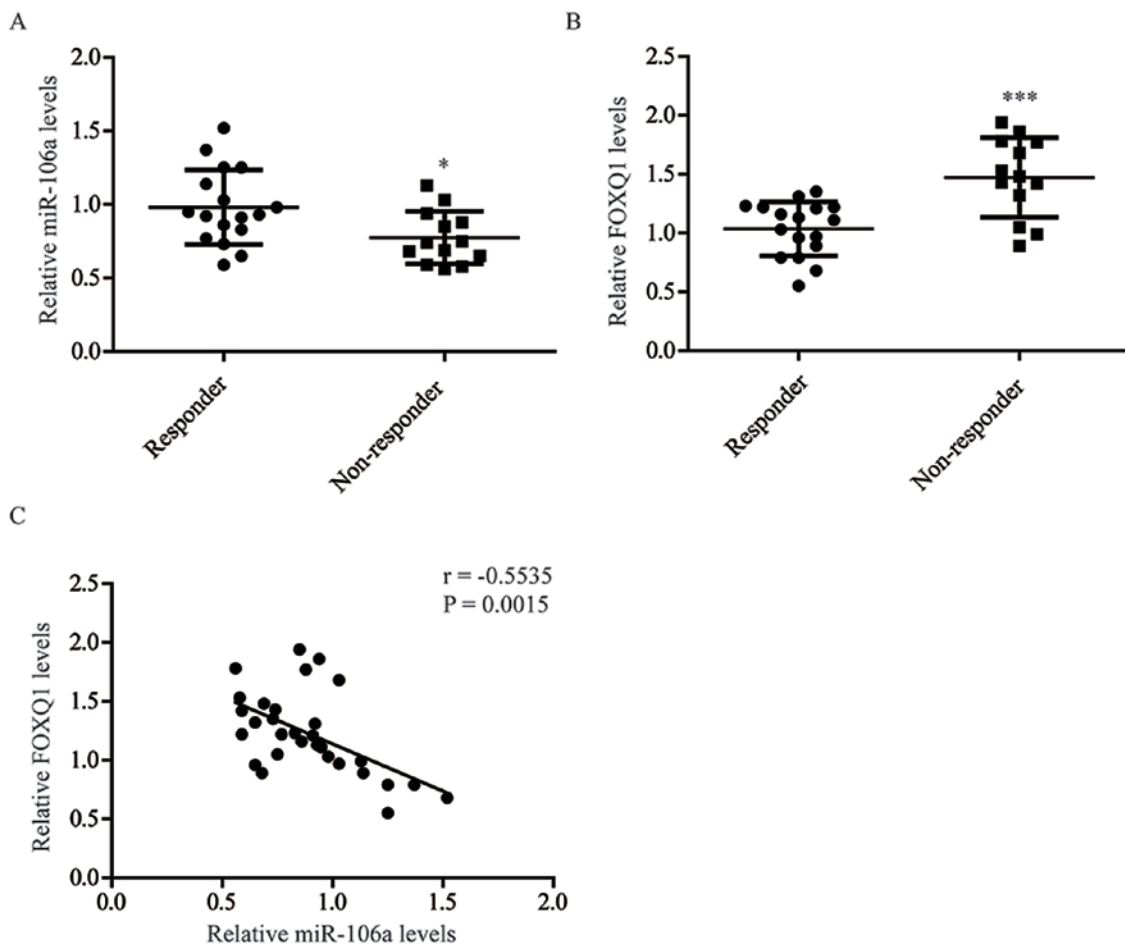 A
Relative miR-106a levels
2.0
1.5
1.0
0.5
0.0
*
Responder
Non-responder
B
Relative FOXQ1 levels
2.5
2.0
1.5
1.0
0.5
0.0
***
Responder
Non-responder
C
r = -0.5535
P = 0.0015
Relative FOXQ1 levels
2.5
2.0
1.5
1.0
0.5
0.0
0.0 0.5 1.0 1.5 2.0
Relative miR-106a levels